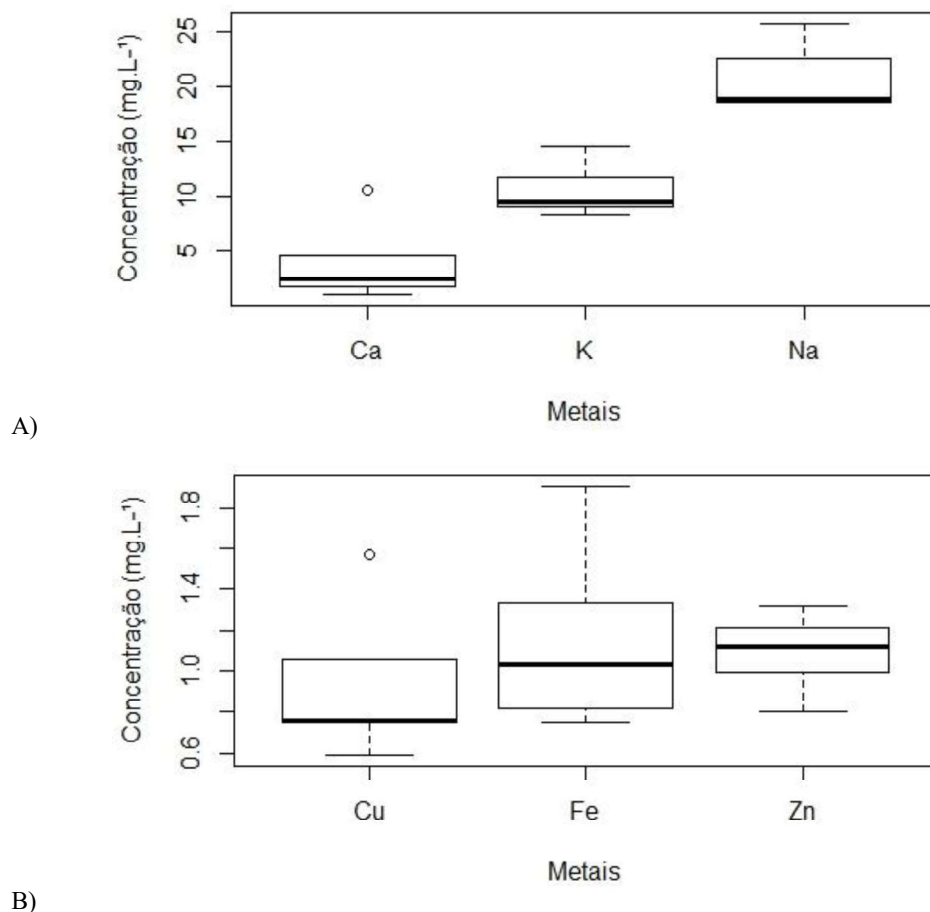 Concentração (mg.L-¹)
25
20
15
10
5
Ca K Na
Metais
A)
Concentração (mg.L-¹)
1.8
1.4
1.0
0.6
Cu Fe Zn
Metais
B)